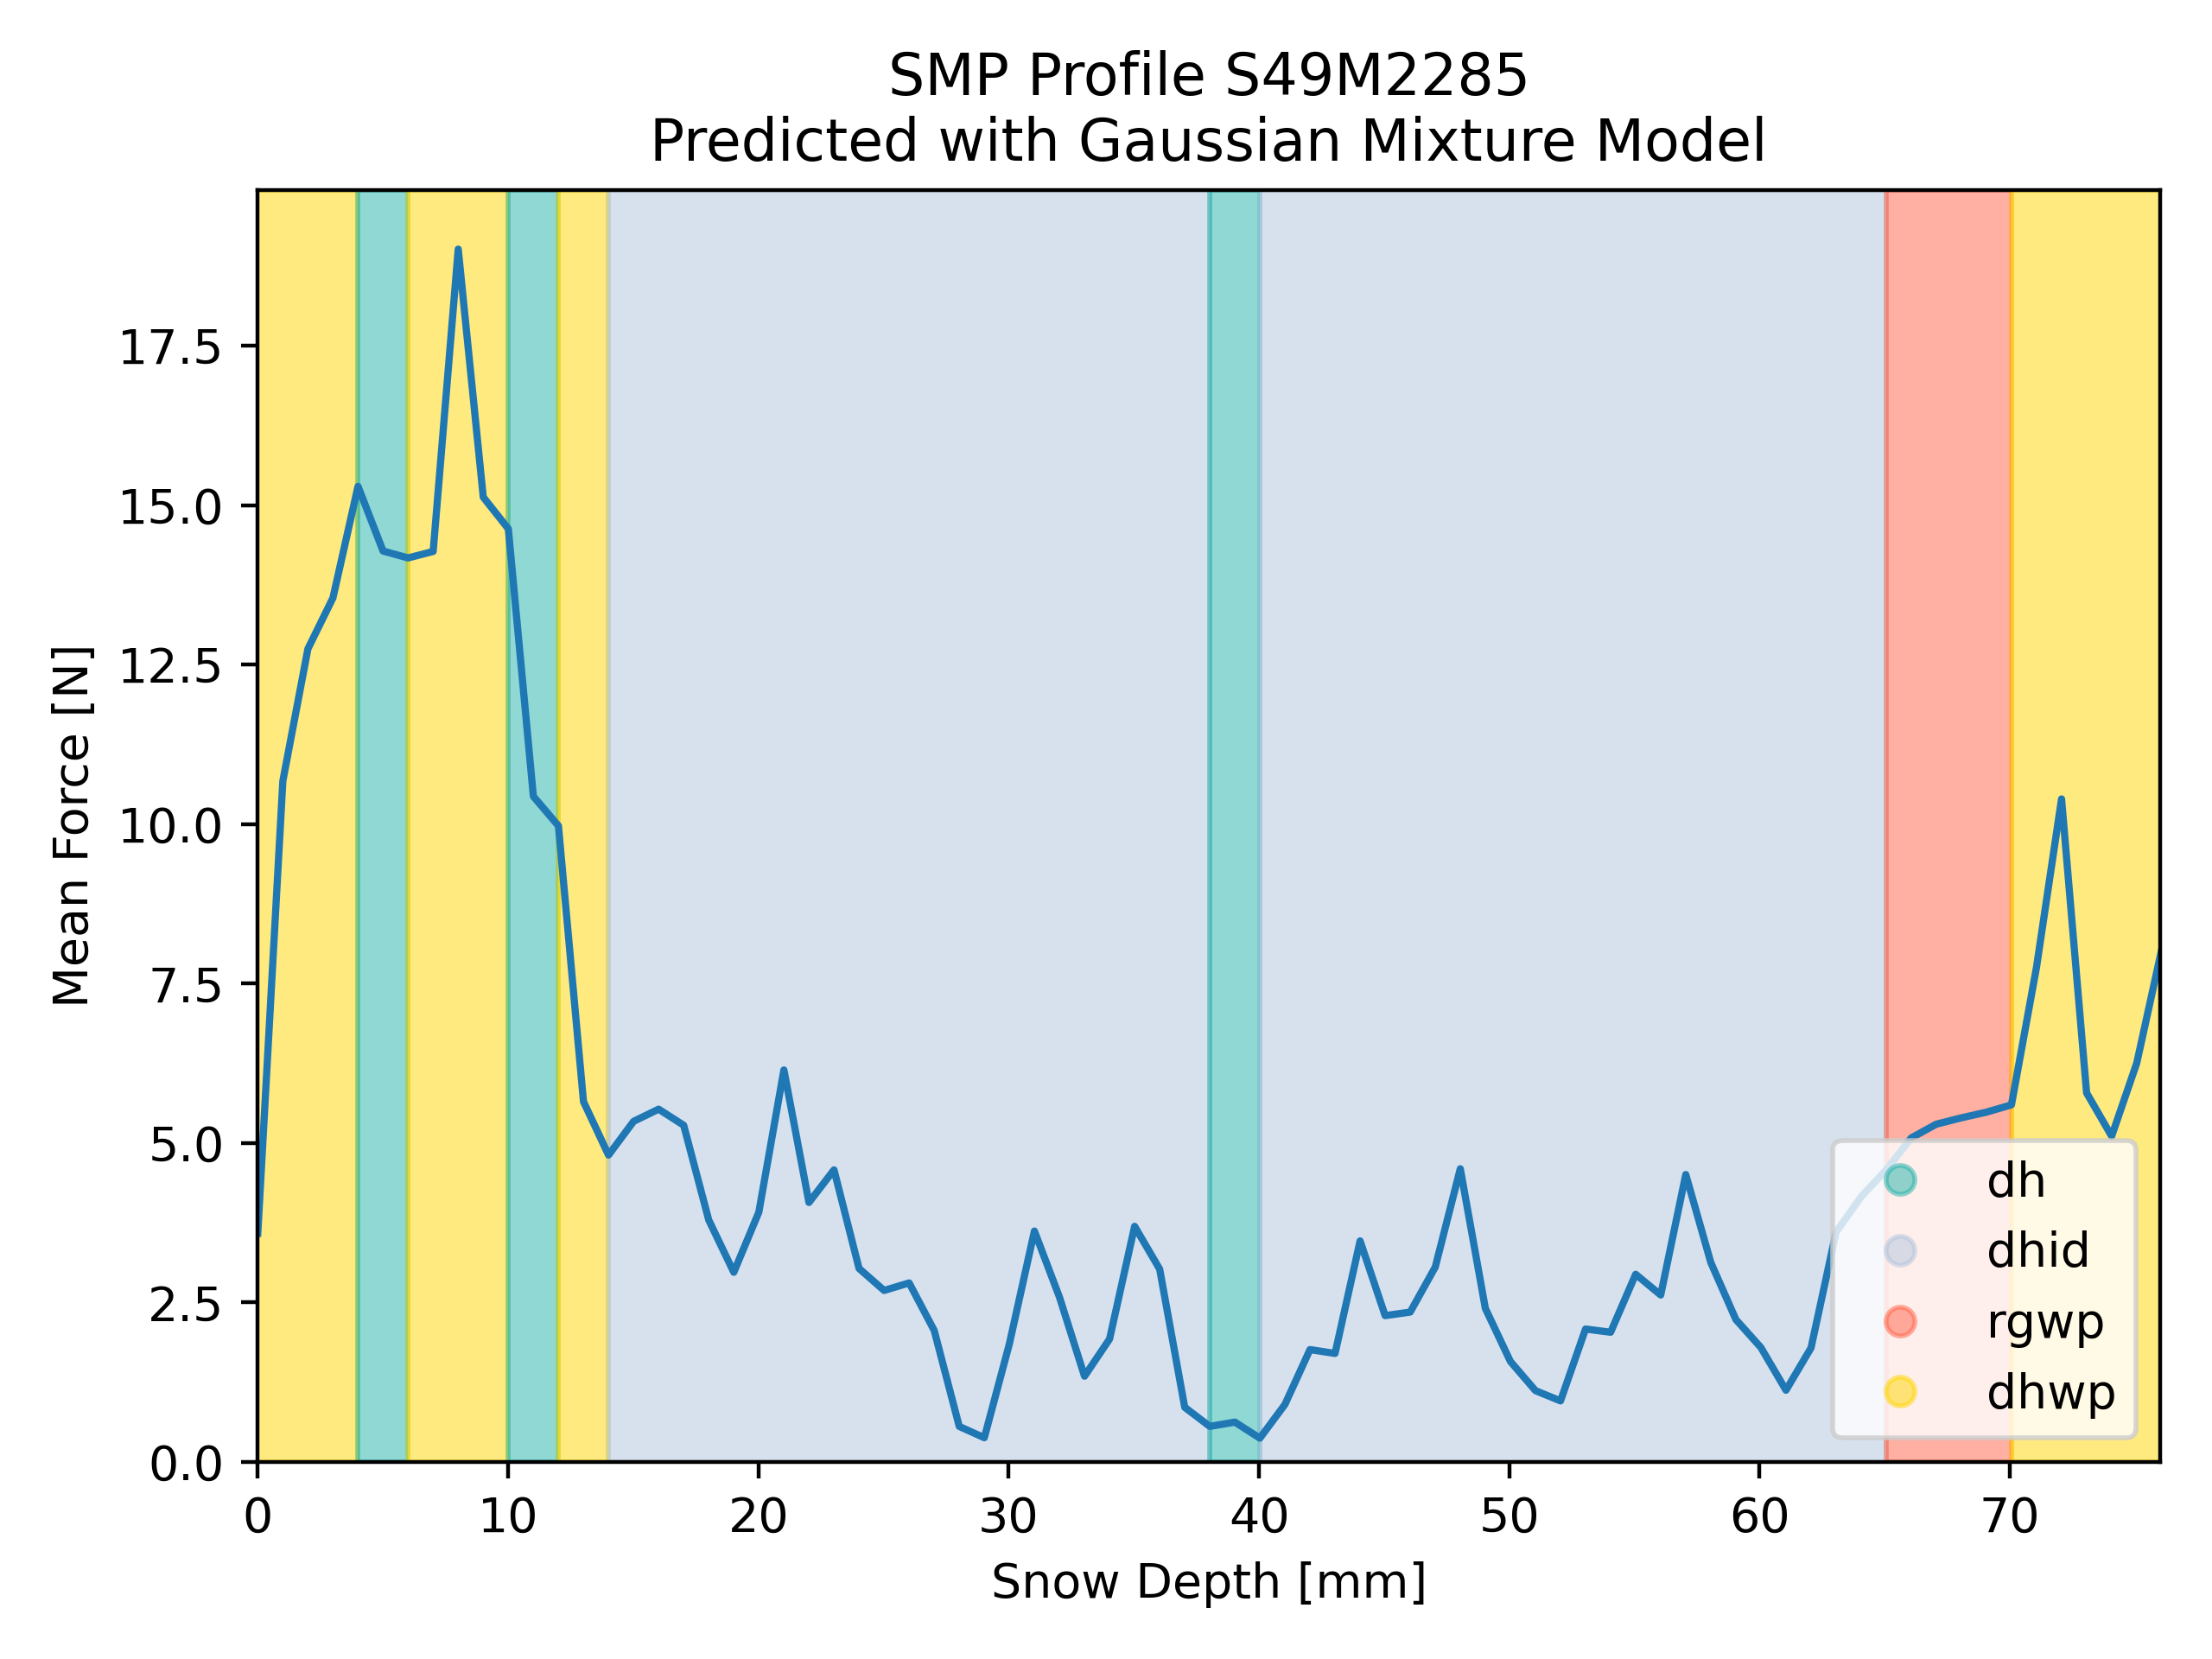 SMP Profile S49M2285
Predicted with Gaussian Mixture Model
Mean Force [N]
17.5
15.0
12.5
10.0
7.5
5.0
2.5
0.0
dh
dhid
rgwp
dhwp
0 10 20 30 40 50 60 70
Snow Depth [mm]